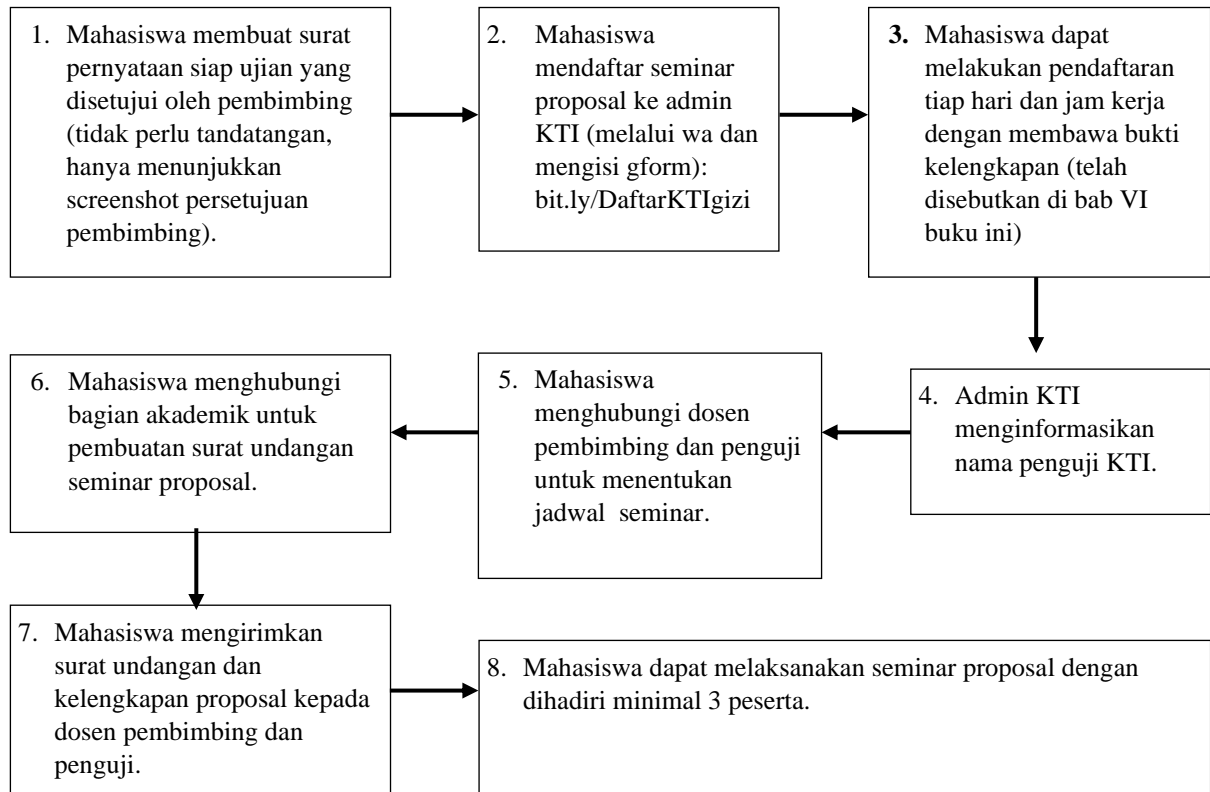 1. Mahasiswa membuat surat
pernyataan siap ujian yang
disetujui oleh pembimbing
(tidak perlu tandatangan,
hanya menunjukkan
screenshot persetujuan
pembimbing).
2. Mahasiswa
mendaftar seminar
proposal ke admin
KTI (melalui wa dan
mengisi gform):
bit.ly/DaftarKTIgizi
3. Mahasiswa dapat
melakukan pendaftaran
tiap hari dan jam kerja
dengan membawa bukti
kelengkapan (telah
disebutkan di bab VI
buku ini)
4. Admin KTI
menginformasikan
nama penguji KTI.
5. Mahasiswa
menghubungi dosen
pembimbing dan penguji
untuk menentukan
jadwal seminar.
6. Mahasiswa menghubungi
bagian akademik untuk
pembuatan surat undangan
seminar proposal.
7. Mahasiswa mengirimkan
surat undangan dan
kelengkapan proposal kepada
dosen pembimbing dan
penguji.
8. Mahasiswa dapat melaksanakan seminar proposal dengan
dihadiri minimal 3 peserta.